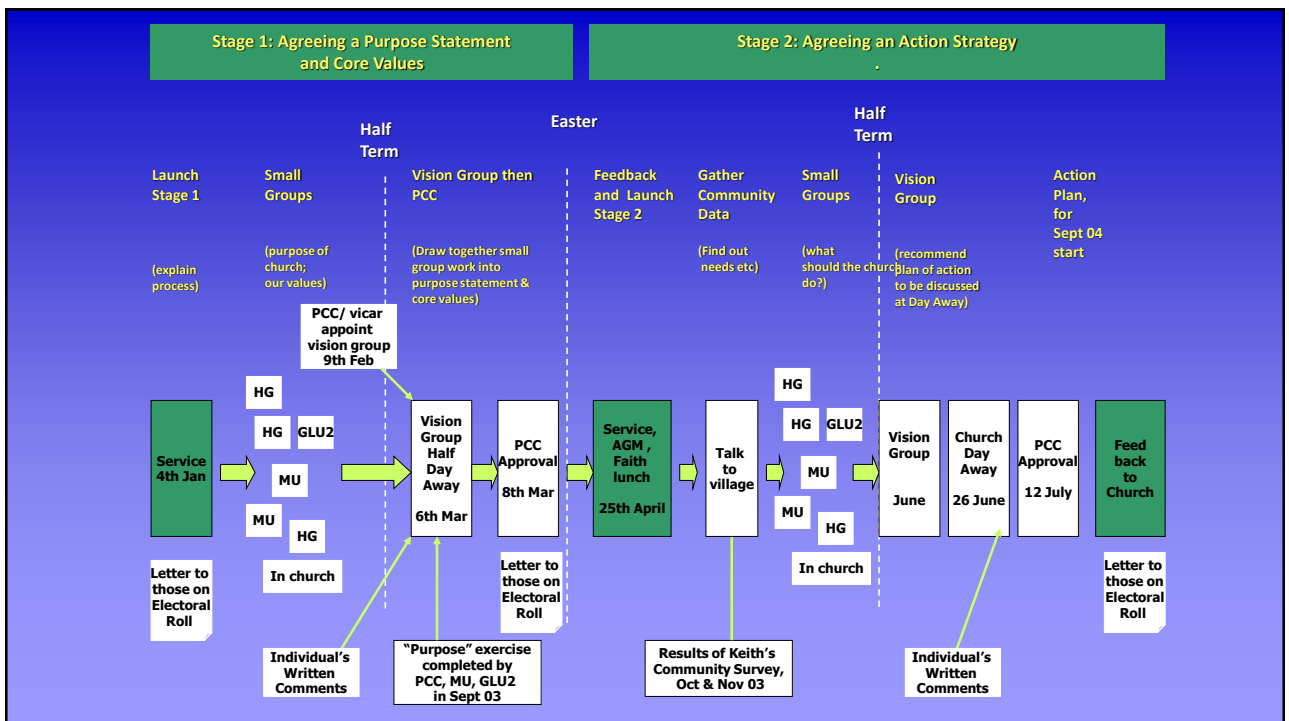 Stage 1: Agreeing a Purpose Statement
and Core Values
Stage 2: Agreeing an Action Strategy
.
Half
Term
Easter
Half
Term
Launch
Stage 1
Small
Groups
Vision Group then
PCC
Feedback
and Launch
Stage 2
Gather
Community
Data
Small
Groups
Vision
Group
Action
Plan,
for
Sept 04
start
(explain
process)
(purpose of
church;
our values)
(Draw together small
group work into
purpose statement &
core values)
(Find out
needs etc)
(what
should the church
do?)
(recommend
plan of action
to be discussed
at Day Away)
PCC/ vicar
appoint
vision group
9th Feb
Service
4th Jan
HG
HG
GLU2
MU
MU
HG
In church
Vision
Group
Half
Day
Away
6th Mar
PCC
Approval
8th Mar
Service,
AGM ,
Faith
lunch
25th April
Talk
to
village
HG
HG
GLU2
MU
MU
HG
In church
Vision
Group
June
Church
Day
Away
26 June
PCC
Approval
12 July
Feed
back
to
Church
Letter to
those on
Electoral
Roll
Letter to
those on
Electoral
Roll
Letter to
those on
Electoral
Roll
Individual’s
Written
Comments
“Purpose” exercise
completed by
PCC, MU, GLU2
in Sept 03
Results of Keith’s
Community Survey,
Oct & Nov 03
Individual’s
Written
Comments